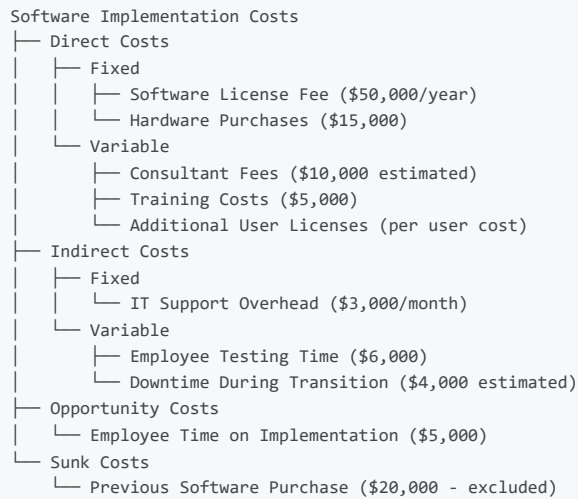 Software Implementation Costs
├── Direct Costs
│   ├── Fixed
│   │   ├── Software License Fee ($50,000/year)
│   │   └── Hardware Purchases ($15,000)
│   └── Variable
│       ├── Consultant Fees ($10,000 estimated)
│       ├── Training Costs ($5,000)
│       └── Additional User Licenses (per user cost)
├── Indirect Costs
│   ├── Fixed
│   │   └── IT Support Overhead ($3,000/month)
│   └── Variable
│       ├── Employee Testing Time ($6,000)
│       └── Downtime During Transition ($4,000 estimated)
├── Opportunity Costs
│   └── Employee Time on Implementation ($5,000)
└── Sunk Costs
    └── Previous Software Purchase ($20,000 - excluded)